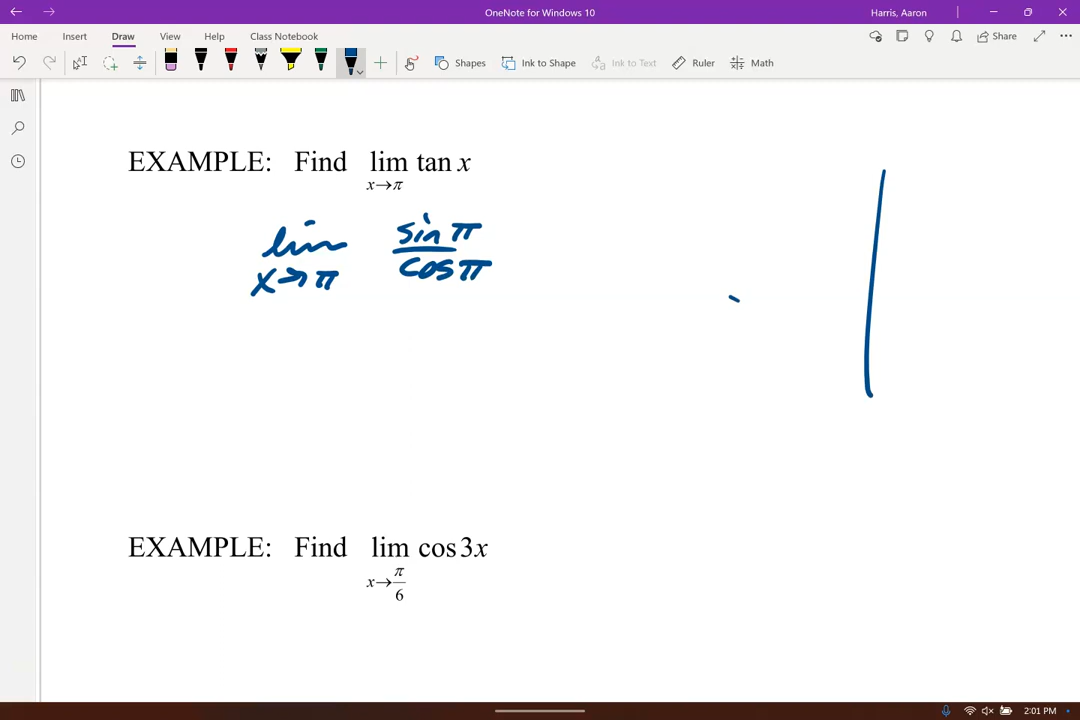 OneNote for Windows 10
Harris, Aaron
Home Insert Draw View Help Class Notebook
Share
Shapes Ink to Shape Ink to Text Ruler Math
EXAMPLE: Find lim tan x
x→π
lim sin π
x→π cos π
EXAMPLE: Find lim cos 3x
x→π/6
2:01 PM